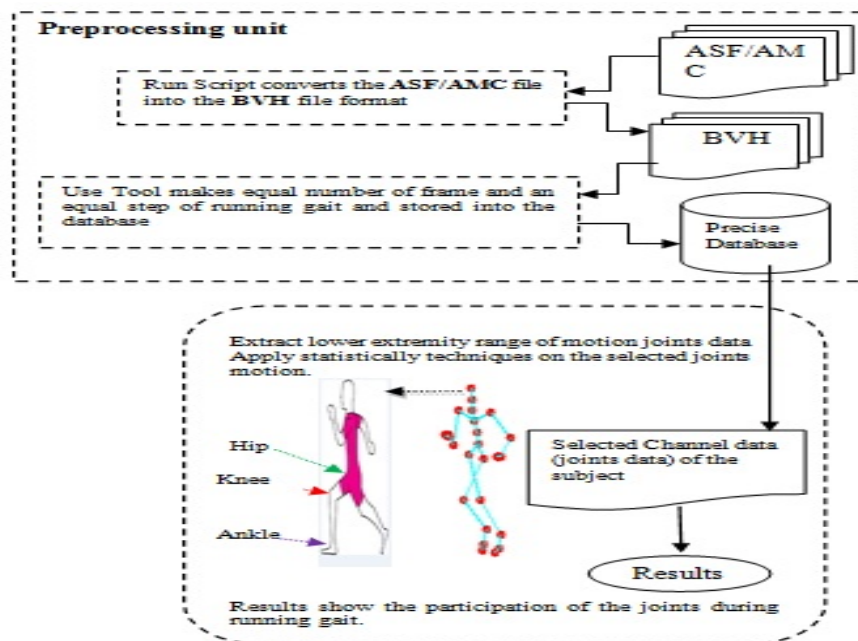 Preprocessing unit
ASF/AM
C
Run Script converts the ASF/AMC file
into the BVH file format
BVH
Use Tool makes equal number of frame and an
equal step of running gait and stored into the
database
Precise
Database
Extract lower extremity range of motion joints data
Apply statistically techniques on the selected joints
motion.
Hip
Knee
Ankle
Selected Channel data
(joints data) of the
subject
Results
Results show the participation of the joints during
running gait.